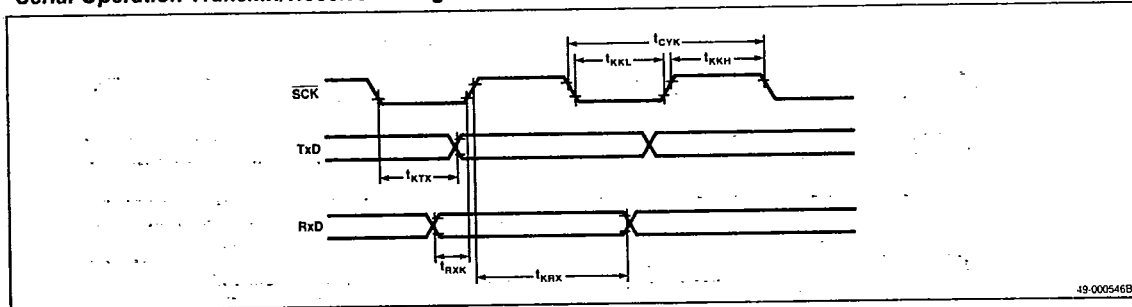 Serial Operation Transmit/Receive
tCYK
tKKL
tKKH
SCK
TxD
tKTX
RxD
tRXK
tKRX
49-000546B